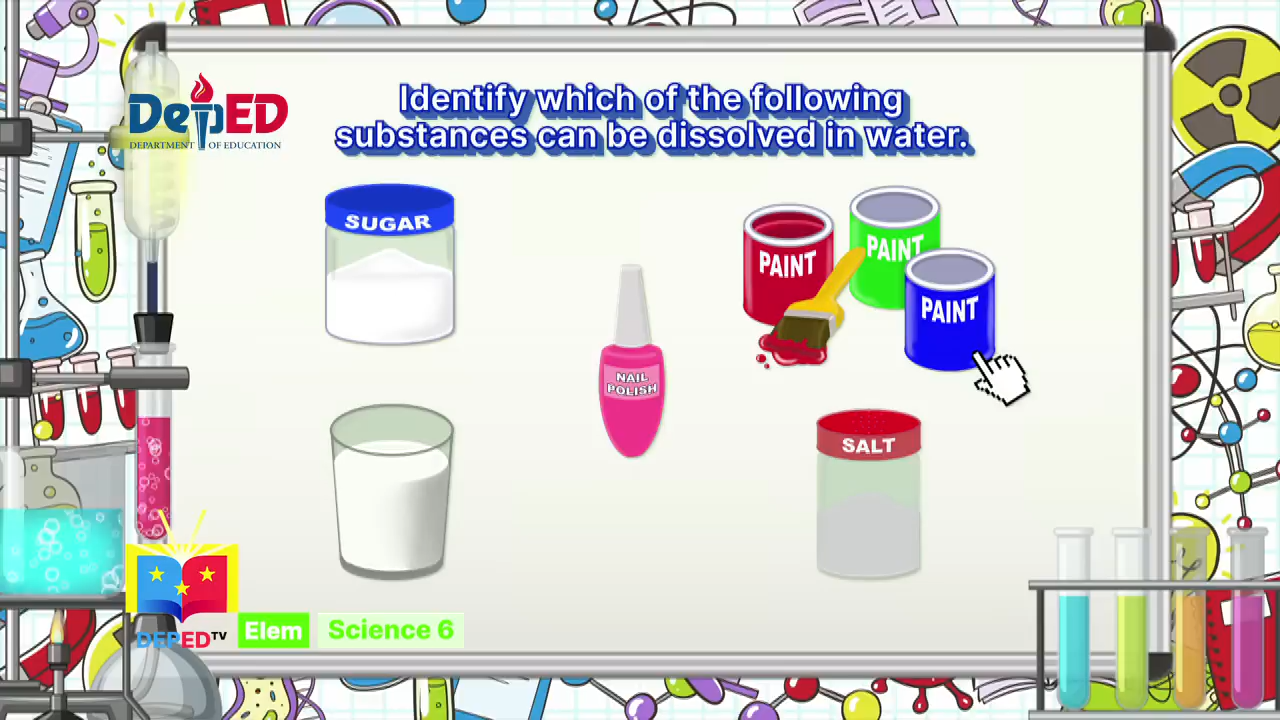 DepED
DEPARTMENT OF EDUCATION
Identify which of the following
substances can be dissolved in water.
SUGAR
PAINT
PAINT
PAINT
NAIL
POLISH
SALT
DEPED TV
Elem
Science 6